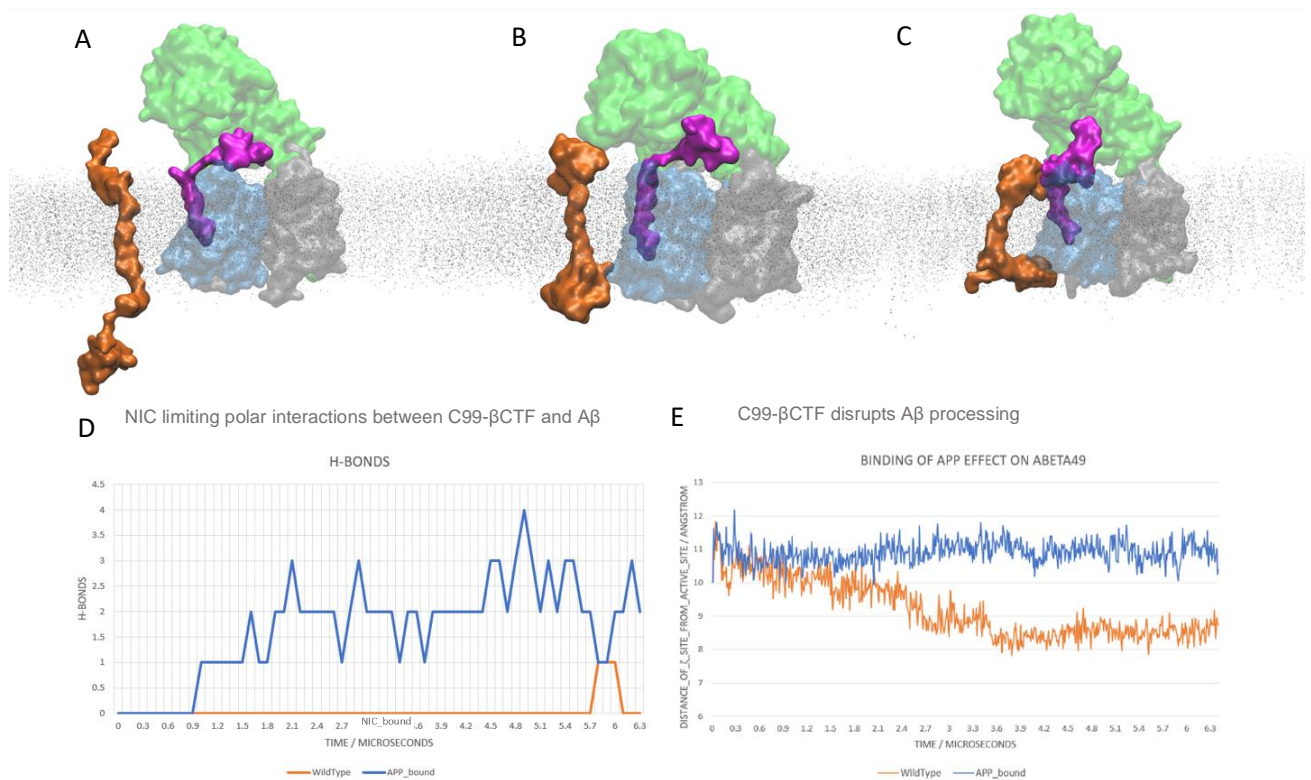 A
B
C
D
NIC limiting polar interactions between C99-βCTF and Aβ
H-BONDS
H-BONDS
4.5
4
3.5
3
2.5
2
1.5
1
0.5
0
0 0.3 0.6 0.9 1.2 1.5 1.8 2.1 2.4 2.7 NIC_bound .6 3.9 4.2 4.5 4.8 5.1 5.4 5.7 6 6.3
TIME / MICROSECONDS
WildType APP_bound
E
C99-βCTF disrupts Aβ processing
BINDING OF APP EFFECT ON ABETA49
DISTANCE_OF_ζ_SITE_FROM_ACTIVE_SITE / ANGSTROM
13
12
11
10
9
8
7
6
0 0.3 0.6 0.9 1.2 1.5 1.8 2.1 2.4 2.7 3 3.3 3.6 3.9 4.2 4.5 4.8 5.1 5.4 5.7 6 6.3
TIME / MICROSECONDS
WildType APP_bound